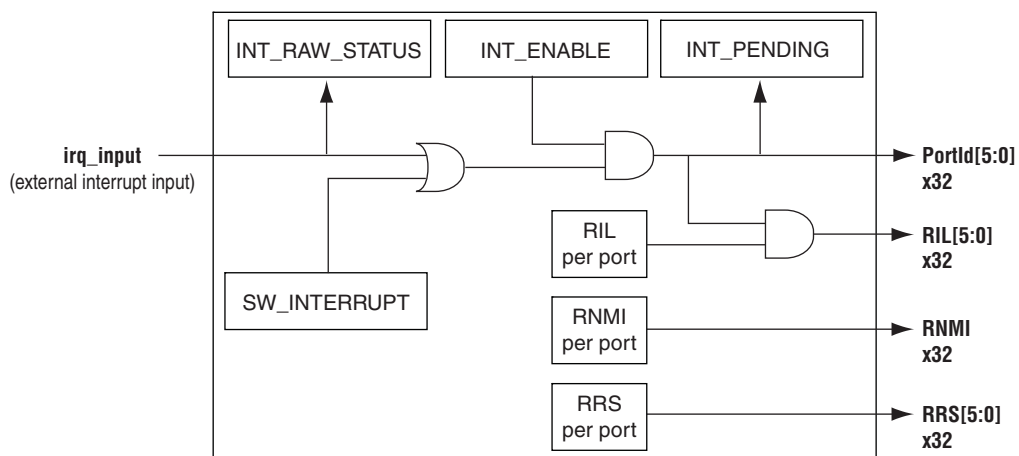 INT_RAW_STATUS
INT_ENABLE
INT_PENDING
irq_input
(external interrupt input)
PortId[5:0]
x32
RIL
per port
RIL[5:0]
x32
SW_INTERRUPT
RNMI
per port
RNMI
x32
RRS
per port
RRS[5:0]
x32